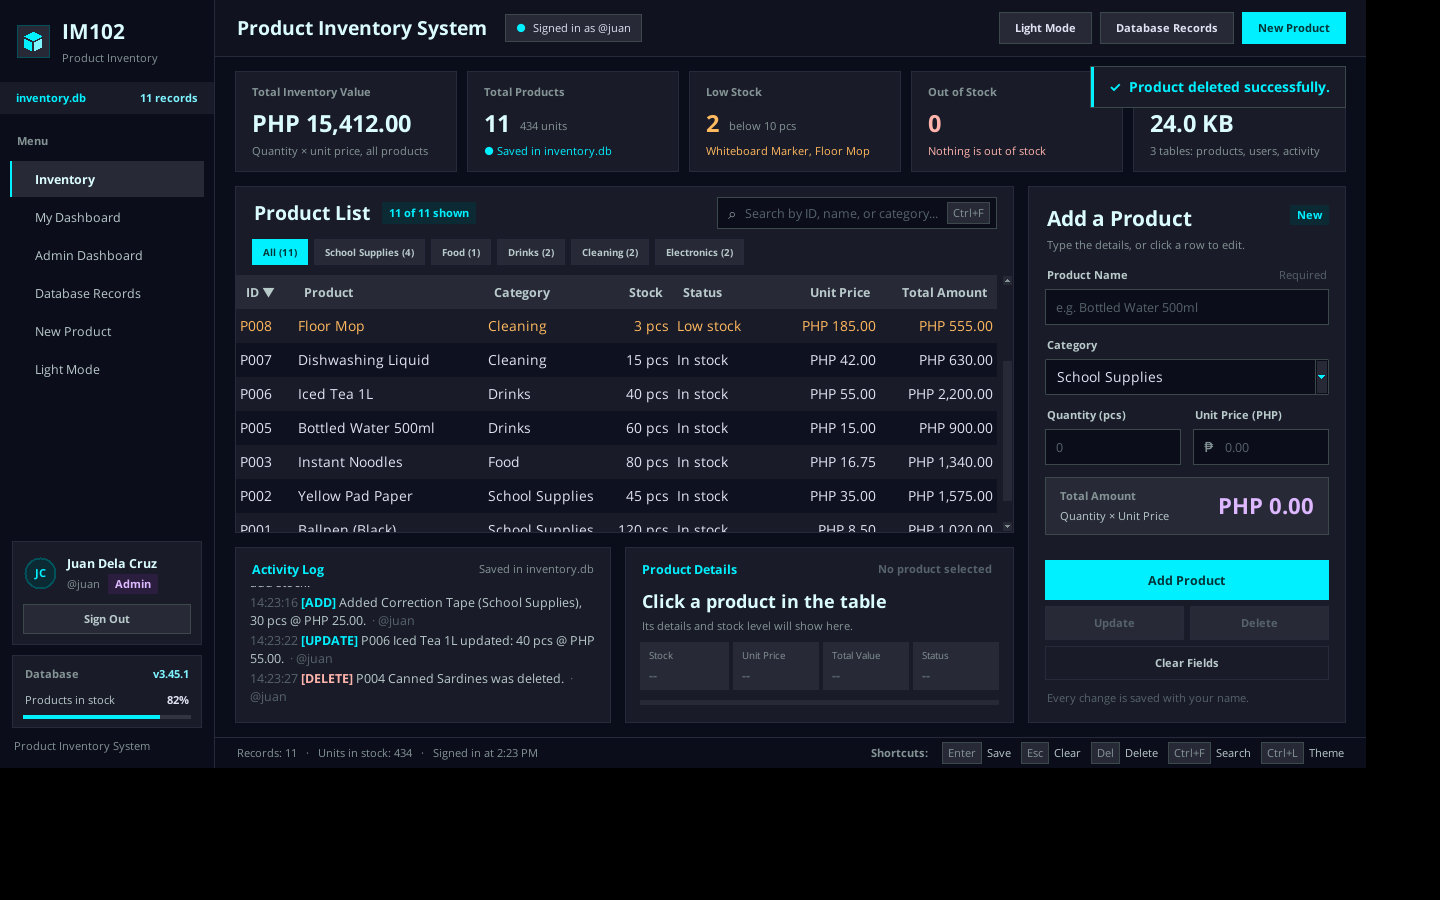 IM102
Product Inventory
inventory.db 11 records
Menu
Inventory
My Dashboard
Admin Dashboard
Database Records
New Product
Light Mode
JC
Juan Dela Cruz
@juan Admin
Sign Out
Database v3.45.1
Products in stock 82%
Product Inventory System
Product Inventory System
Signed in as @juan
Light Mode
Database Records
New Product
✓ Product deleted successfully.
Total Inventory Value
PHP 15,412.00
Quantity × unit price, all products
Total Products
11 434 units
Saved in inventory.db
Low Stock
2 below 10 pcs
Whiteboard Marker, Floor Mop
Out of Stock
0
Nothing is out of stock
24.0 KB
3 tables: products, users, activity
Product List 11 of 11 shown
Search by ID, name, or category... Ctrl+F
All (11) School Supplies (4) Food (1) Drinks (2) Cleaning (2) Electronics (2)
ID ▼ Product Category Stock Status Unit Price Total Amount
P008 Floor Mop Cleaning 3 pcs Low stock PHP 185.00 PHP 555.00
P007 Dishwashing Liquid Cleaning 15 pcs In stock PHP 42.00 PHP 630.00
P006 Iced Tea 1L Drinks 40 pcs In stock PHP 55.00 PHP 2,200.00
P005 Bottled Water 500ml Drinks 60 pcs In stock PHP 15.00 PHP 900.00
P003 Instant Noodles Food 80 pcs In stock PHP 16.75 PHP 1,340.00
P002 Yellow Pad Paper School Supplies 45 pcs In stock PHP 35.00 PHP 1,575.00
P001 Ballpen (Black) School Supplies 120 pcs In stock PHP 8.50 PHP 1,020.00
Activity Log Saved in inventory.db
14:23:16 [ADD] Added Correction Tape (School Supplies),
30 pcs @ PHP 25.00. · @juan
14:23:22 [UPDATE] P006 Iced Tea 1L updated: 40 pcs @ PHP
55.00. · @juan
14:23:27 [DELETE] P004 Canned Sardines was deleted. ·
@juan
Product Details No product selected
Click a product in the table
Its details and stock level will show here.
Stock Unit Price Total Value Status
-- -- -- --
Add a Product New
Type the details, or click a row to edit.
Product Name Required
e.g. Bottled Water 500ml
Category
School Supplies
Quantity (pcs) Unit Price (PHP)
0 ₱ 0.00
Total Amount
Quantity × Unit Price
PHP 0.00
Add Product
Update Delete
Clear Fields
Every change is saved with your name.
Records: 11 · Units in stock: 434 · Signed in at 2:23 PM
Shortcuts: Enter Save Esc Clear Del Delete Ctrl+F Search Ctrl+L Theme